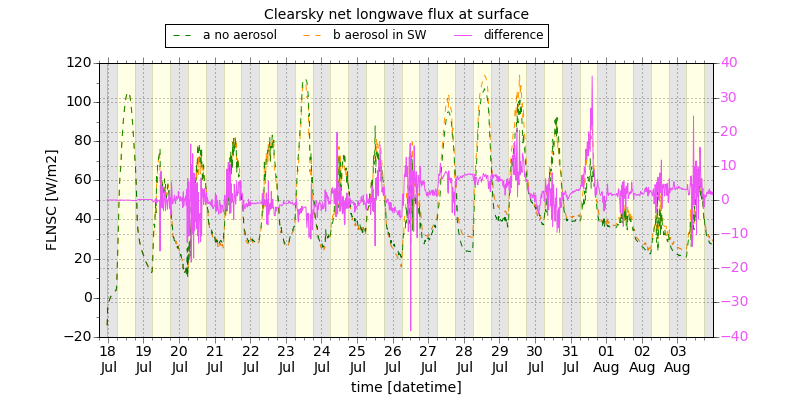 Clearsky net longwave flux at surface
a no aerosol b aerosol in SW difference
120
100
80
60
40
20
0
−20
FLNSC [W/m2]
40
30
20
10
0
−10
−20
−30
−40
18 19 20 21 22 23 24 25 26 27 28 29 30 31 01 02 03
Jul Jul Jul Jul Jul Jul Jul Jul Jul Jul Jul Jul Jul Jul Aug Aug Aug
time [datetime]